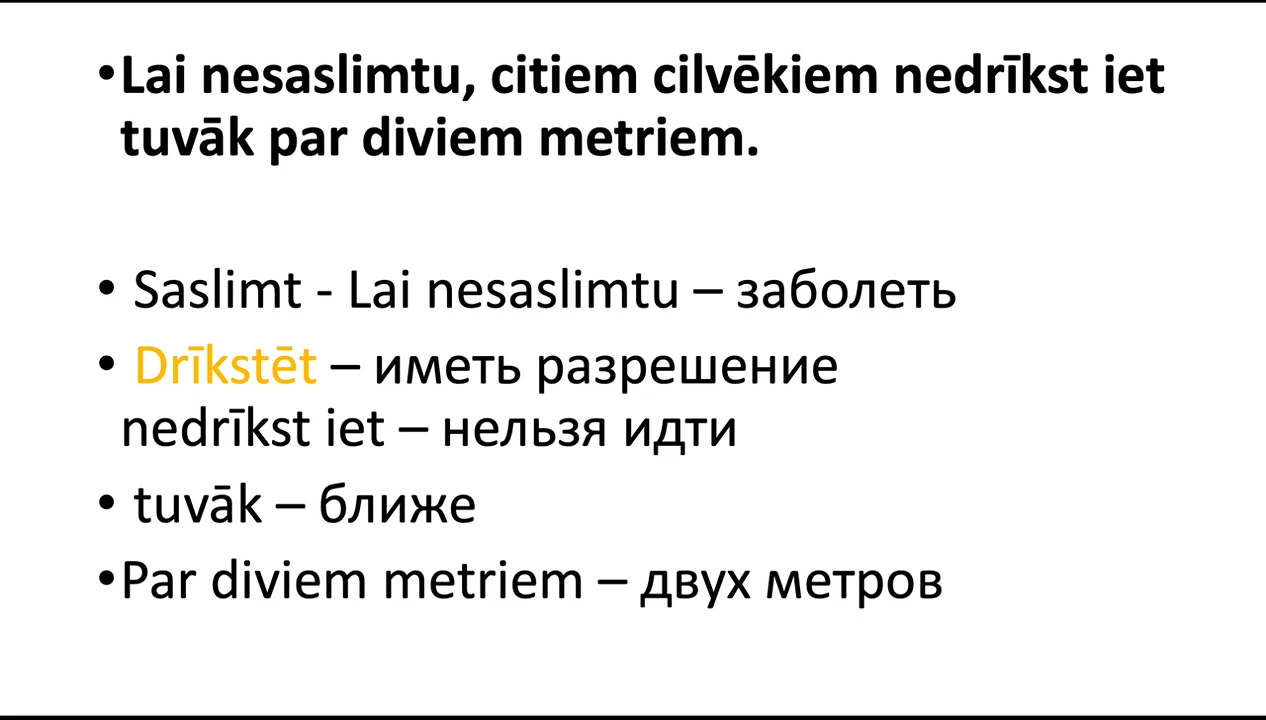 •Lai nesaslimtu, citiem cilvēkiem nedrīkst iet
tuvāk par diviem metriem.
• Saslimt - Lai nesaslimtu – заболеть
• Drīkstēt – иметь разрешение
nedrīkst iet – нельзя идти
• tuvāk – ближе
•Par diviem metriem – двух метров